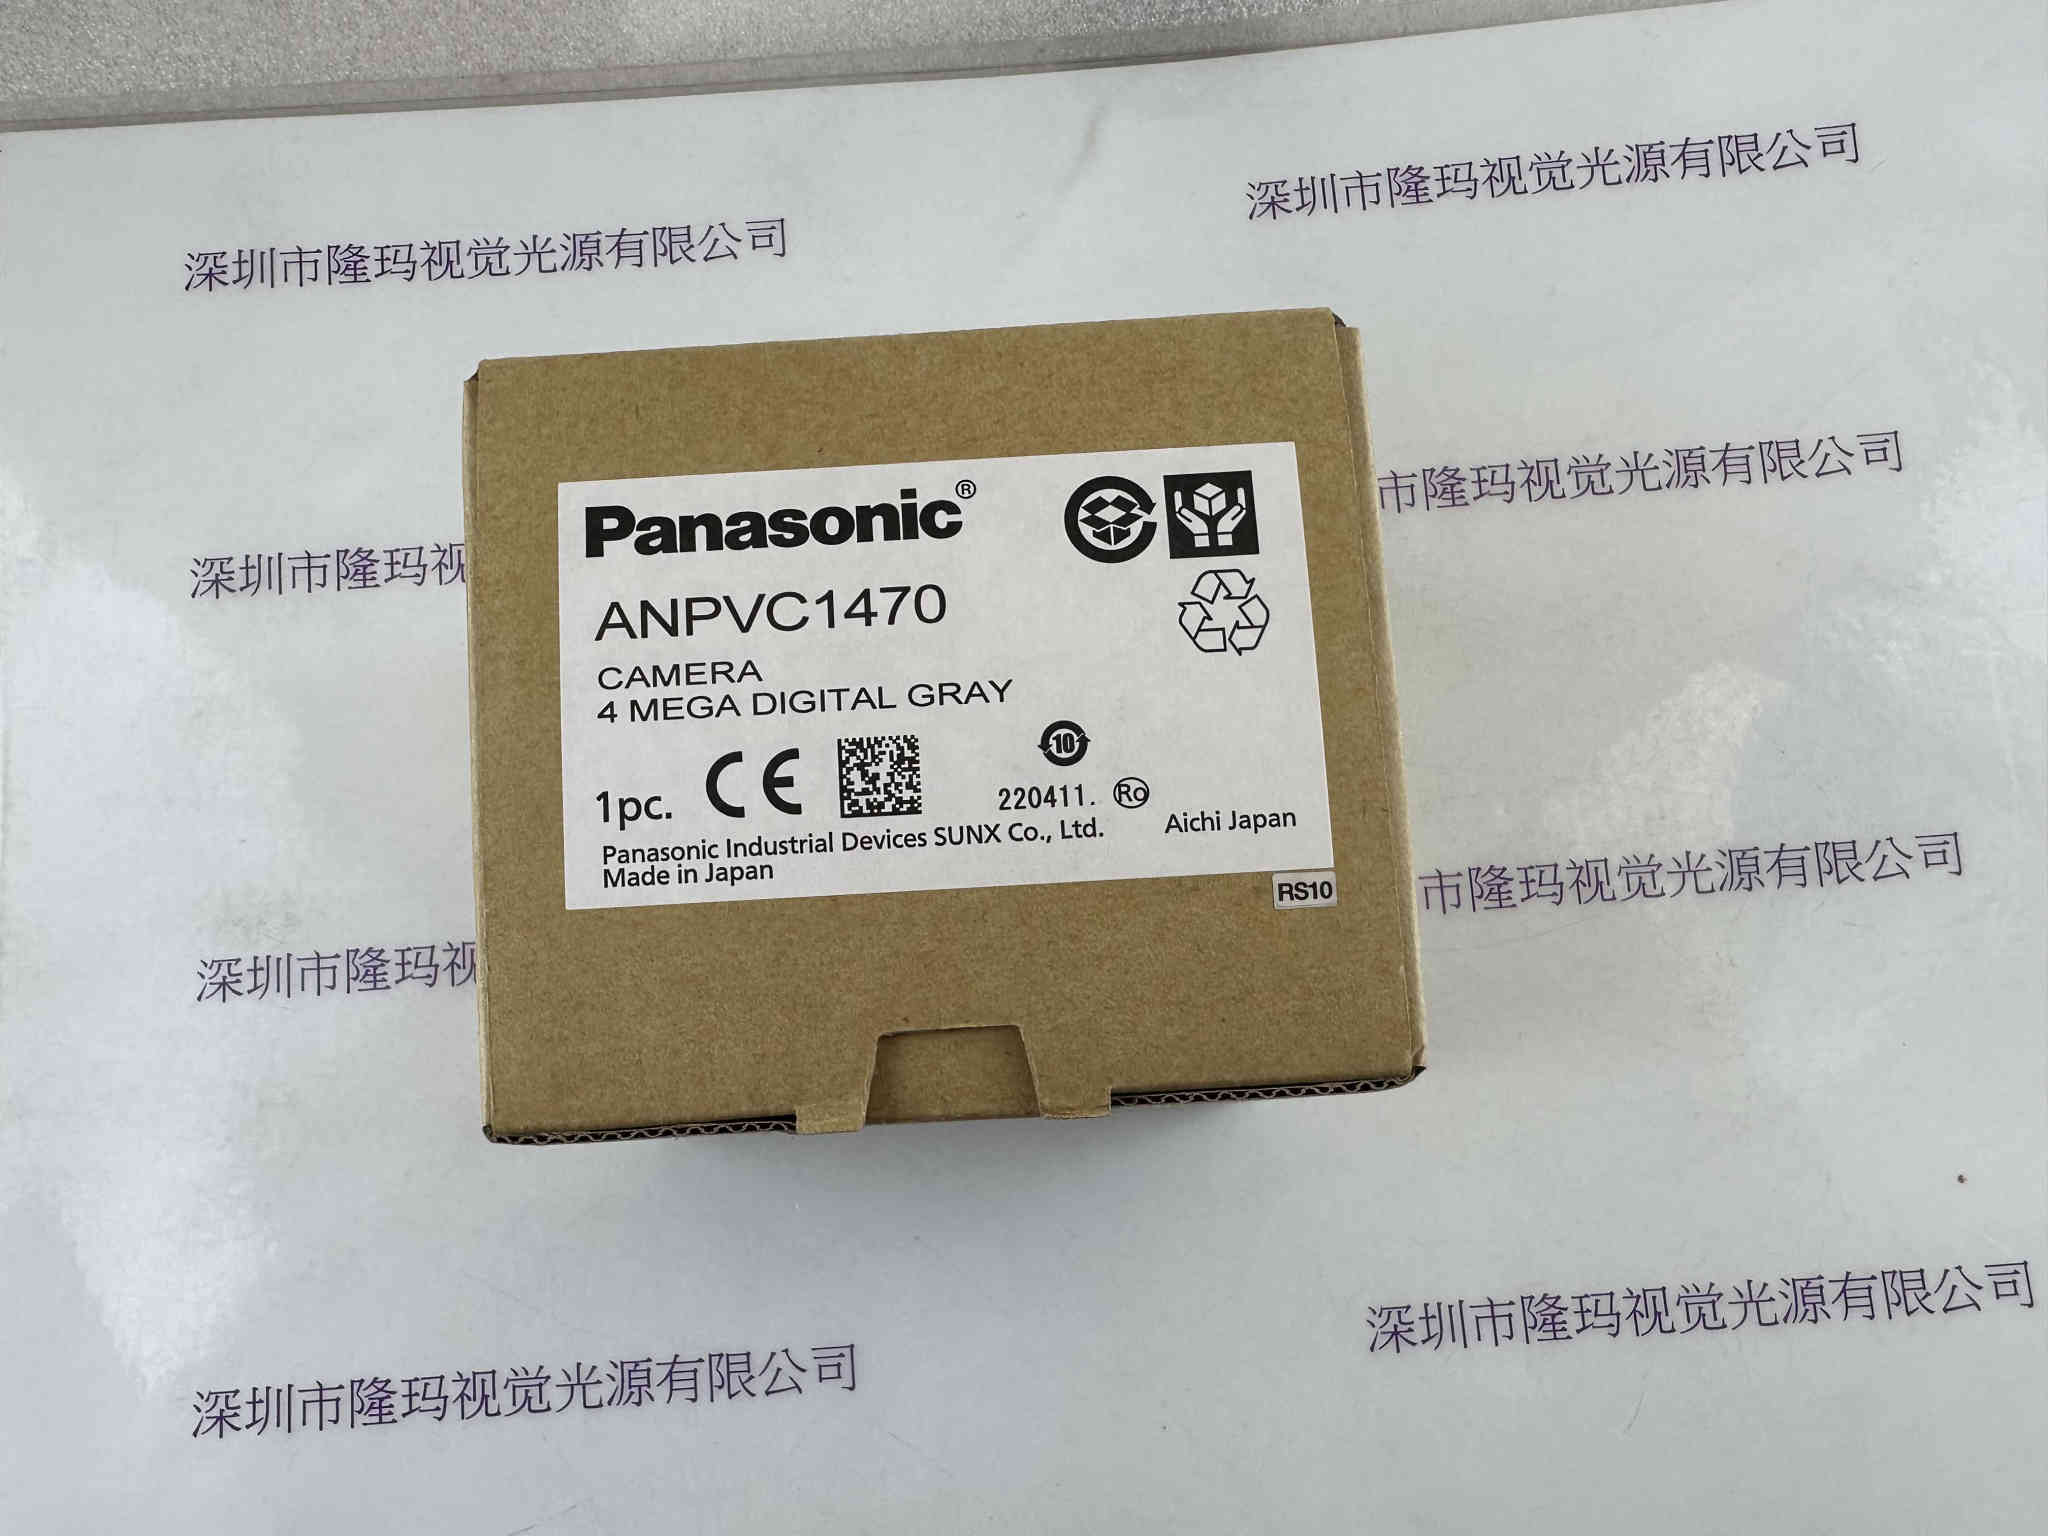 深圳市隆玛视觉光源有限公司
深圳市隆玛视觉光源有限公司
深圳市隆玛视
市隆玛视觉光源有限公司
Panasonic®
ANPVC1470
CAMERA
4 MEGA DIGITAL GRAY
10
1pc. CE 220411. Ro
Panasonic Industrial Devices SUNX Co., Ltd. Aichi Japan
Made in Japan
RS10
深圳市隆玛视
市隆玛视觉光源有限公司
深圳市隆玛视觉光源有限公司
深圳市隆玛视觉光源有限公司